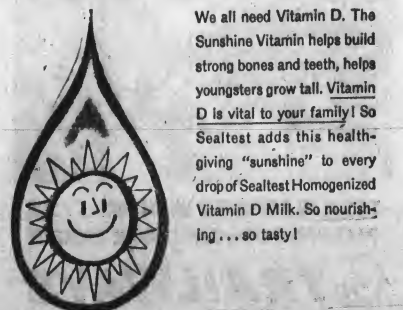 We all need Vitamin D. The
Sunshine Vitamin helps build
strong bones and teeth, helps
youngsters grow tall. Vitamin
D is vital to your family! So
Sealtest adds this health-
giving "sunshine" to every
drop of Sealtest Homogenized
Vitamin D Milk. So nourish-
ing...so tasty!